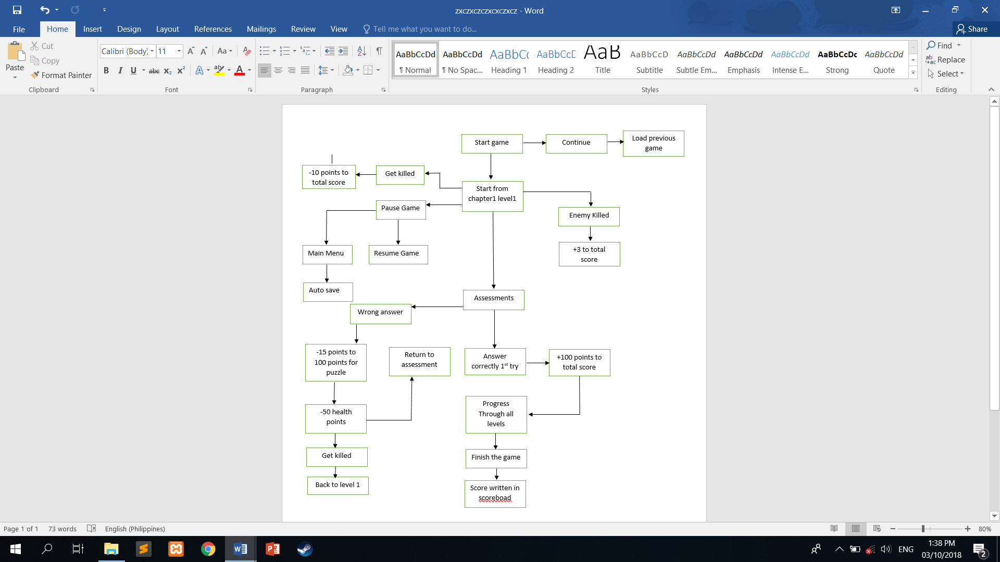 zxczxczczxcxczxcz - Word
File
Home
Insert
Design
Layout
References
Mailings
Review
View
Tell me what you want to do...
Share
Paste
Cut
Copy
Format Painter
Clipboard
Calibri (Body)
11
Aa
B I U abc x₂ x²
A ab A
Font
Paragraph
AaBbCcDd
¶ Normal
AaBbCcDd
¶ No Spac...
AaBbCc
Heading 1
AaBbCcD
Heading 2
AaB
Title
AaBbCcD
Subtitle
AaBbCcDd
Subtle Em...
AaBbCcDd
Emphasis
AaBbCcDd
Intense E...
AaBbCcDc
Strong
AaBbCcDd
Quote
Styles
Find
Replace
Select
Editing
Start game
Continue
Load previous
game
-10 points to
total score
Get killed
Start from
chapter1 level1
Pause Game
Enemy Killed
Main Menu
Resume Game
+3 to total
score
Auto save
Assessments
Wrong answer
-15 points to
100 points for
puzzle
Return to
assessment
Answer
correctly 1st try
+100 points to
total score
-50 health
points
Progress
Through all
levels
Get killed
Finish the game
Back to level 1
Score written in
scoreboad
Page 1 of 1
73 words
English (Philippines)
80%
ENG
1:38 PM
03/10/2018
2